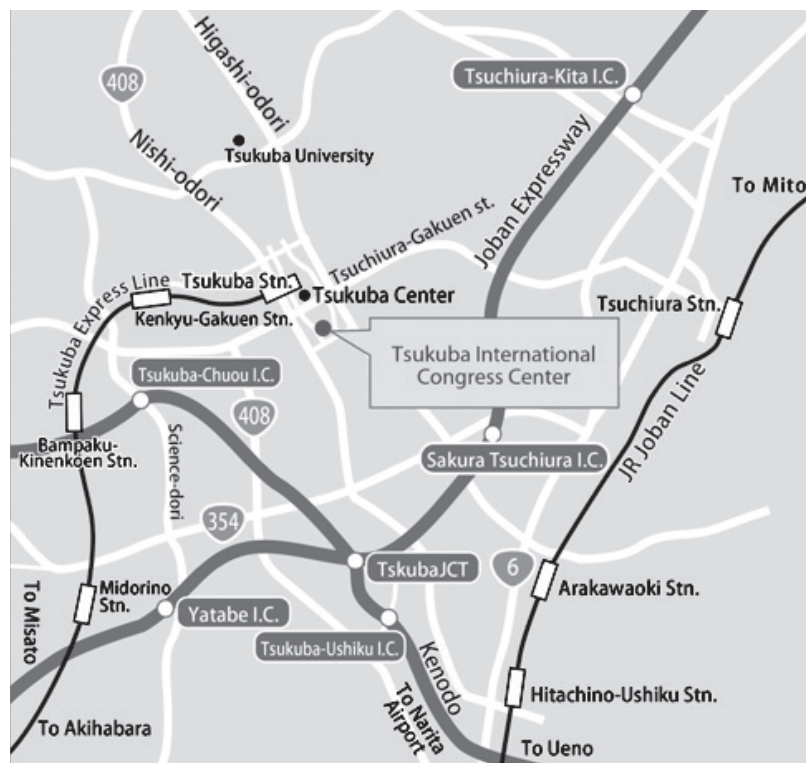 408
Higashi-odori
Nishi-odori
Tsukuba University
Tsuchiura-Kita I.C.
Joban Expressway
To Mito
Tsuchiura-Gakuen st.
Tsukuba Stn.
Tsukuba Center
Tsukuba Express Line
Kenkyu-Gakuen Stn.
Tsuchiura Stn.
Tsukuba International
Congress Center
Tsukuba-Chuou I.C.
408
JR Joban Line
Bampaku-
Kinenkoen Stn.
Science-dori
Sakura Tsuchiura I.C.
354
TskubaJCT
6
Arakawaoki Stn.
To Misato
Midorino
Stn.
Yatabe I.C.
Tsukuba-Ushiku I.C.
Kenodo
Hitachino-Ushiku Stn.
To Narita
Airport
To Akihabara
To Ueno